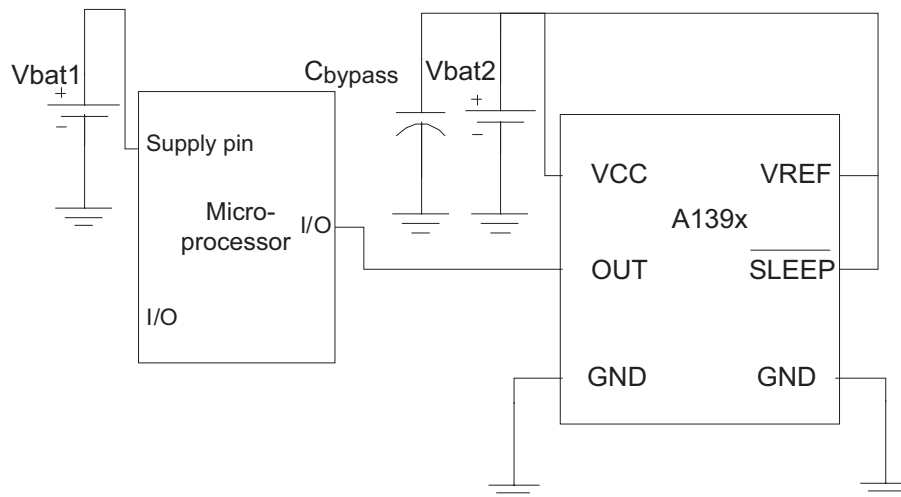 Vbat1
+
−
Cbypass
Vbat2
+
−
Supply pin
Micro-
processor
I/O
I/O
VCC
VREF
A139x
OUT
SLEEP
GND
GND